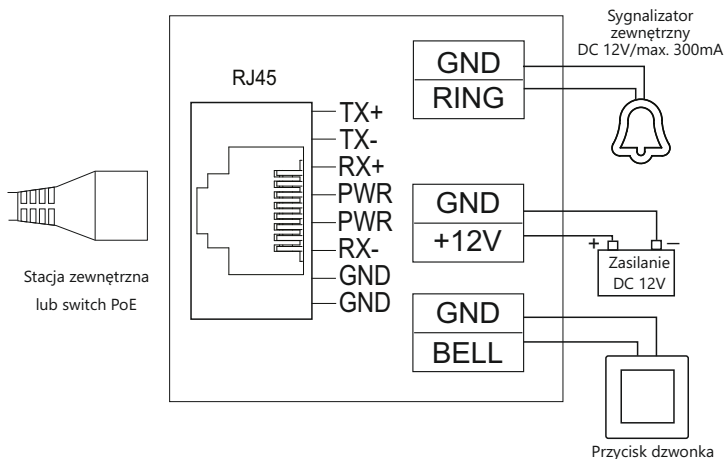 Sygnalizator
zewnętrzny
DC 12V/max. 300mA
RJ45
TX+
TX-
RX+
PWR
PWR
RX-
GND
GND
GND
RING
GND
+12V
+ –
Zasilanie
DC 12V
GND
BELL
Stacja zewnętrzna
lub switch PoE
Przycisk dzwonka